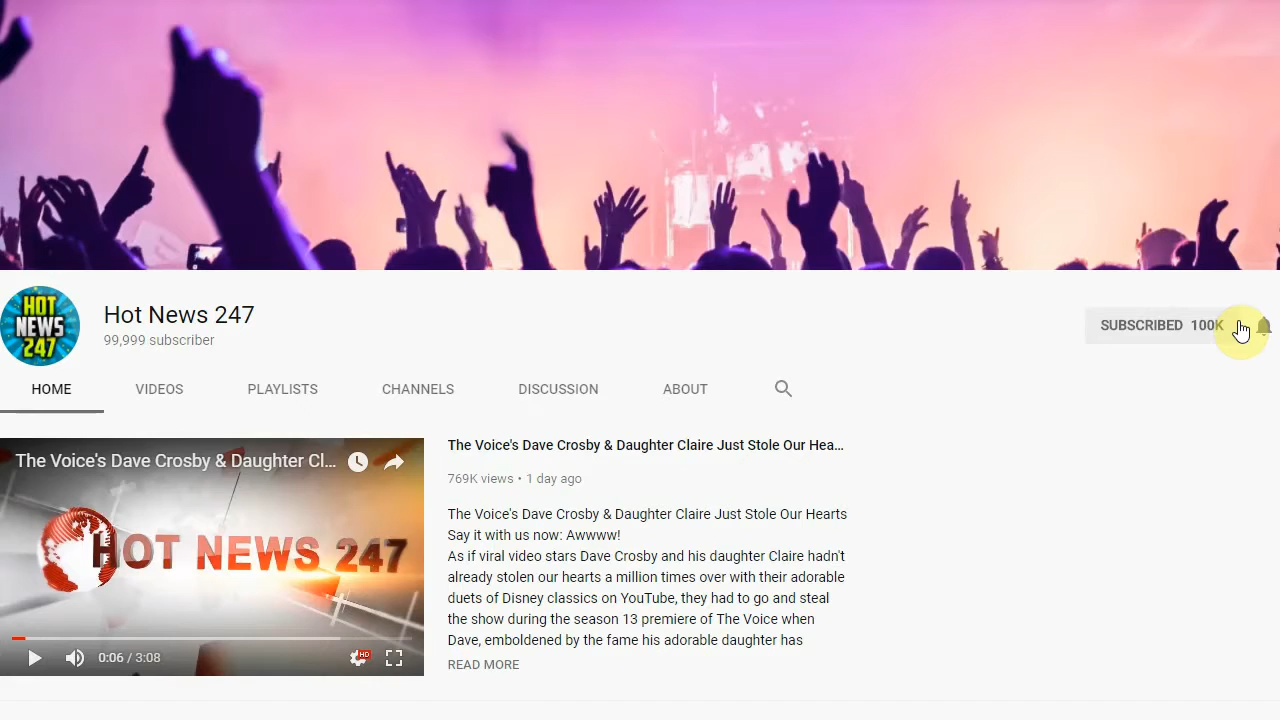 HOT
NEWS
247
Hot News 247
99,999 subscriber
SUBSCRIBED 100K
HOME VIDEOS PLAYLISTS CHANNELS DISCUSSION ABOUT
The Voice's Dave Crosby & Daughter Cl...
HOT NEWS 247
HD
0:06 / 3:08
The Voice's Dave Crosby & Daughter Claire Just Stole Our Hea...
769K views • 1 day ago
The Voice's Dave Crosby & Daughter Claire Just Stole Our Hearts
Say it with us now: Awwww!
As if viral video stars Dave Crosby and his daughter Claire hadn't
already stolen our hearts a million times over with their adorable
duets of Disney classics on YouTube, they had to go and steal
the show during the season 13 premiere of The Voice when
Dave, emboldened by the fame his adorable daughter has
READ MORE